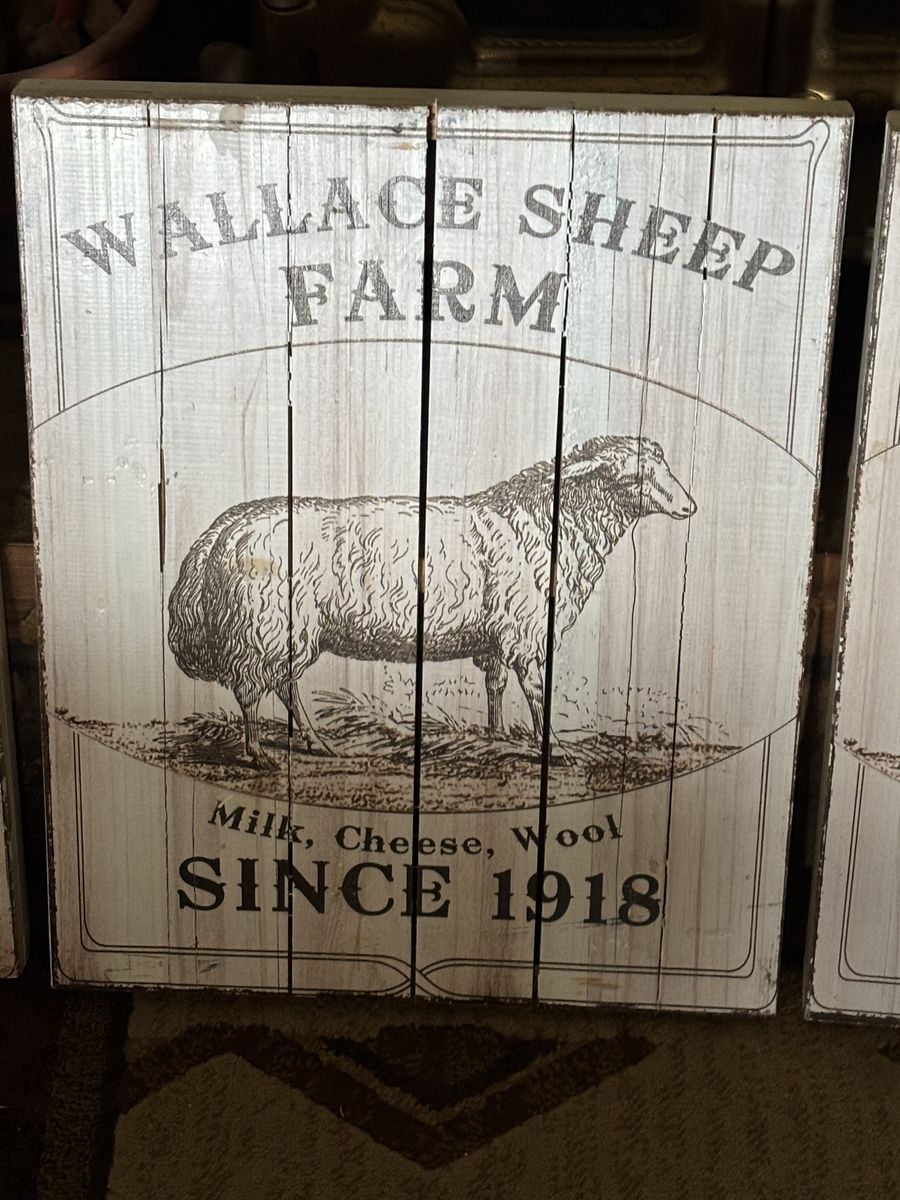 WALLACE SHEEP
FARM
Milk, Cheese, Wool
SINCE 1918